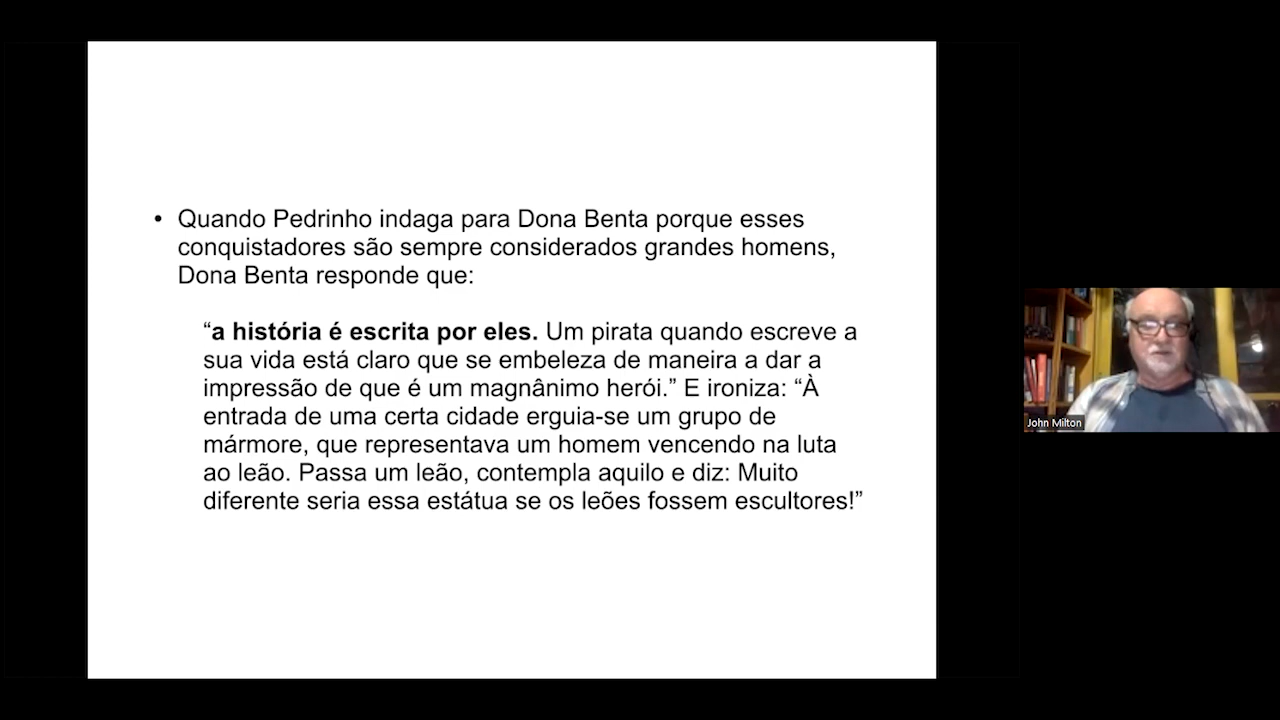 • Quando Pedrinho indaga para Dona Benta porque esses
conquistadores são sempre considerados grandes homens,
Dona Benta responde que:
“a história é escrita por eles. Um pirata quando escreve a
sua vida está claro que se embeleza de maneira a dar a
impressão de que é um magnânimo herói.” E ironiza: “À
entrada de uma certa cidade erguia-se um grupo de
mármore, que representava um homem vencendo na luta
ao leão. Passa um leão, contempla aquilo e diz: Muito
diferente seria essa estátua se os leões fossem escultores!”
John Milton